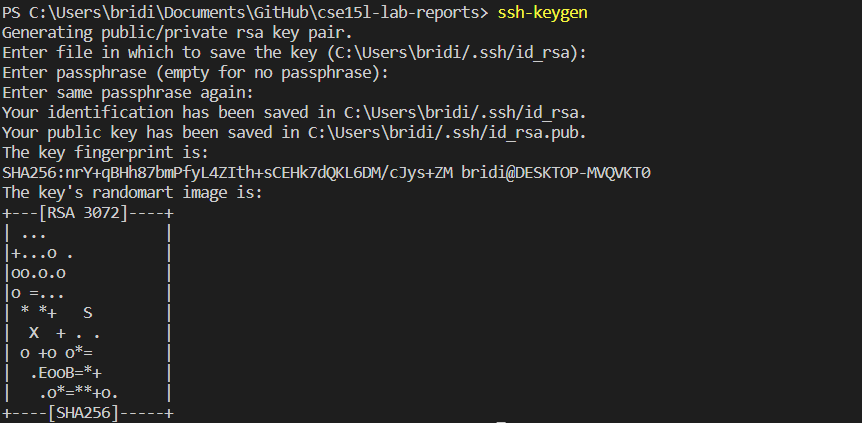 PS C:\Users\bridi\Documents\GitHub\cse15l-lab-reports> ssh-keygen
Generating public/private rsa key pair.
Enter file in which to save the key (C:\Users\bridi/.ssh/id_rsa):
Enter passphrase (empty for no passphrase):
Enter same passphrase again:
Your identification has been saved in C:\Users\bridi/.ssh/id_rsa.
Your public key has been saved in C:\Users\bridi/.ssh/id_rsa.pub.
The key fingerprint is:
SHA256:nrY+qBHh87bmPfyL4ZIth+sCEHk7dQKL6DM/cJys+ZM bridi@DESKTOP-MVQVKT0
The key's randomart image is:
+---[RSA 3072]----+
| ...             |
|+...o .          |
|oo.o.o           |
|o =...           |
| * *+   S        |
|  X  + . .       |
| o +o o*=        |
|  .EooB=*+       |
|   .o*=**+o.     |
+----[SHA256]-----+